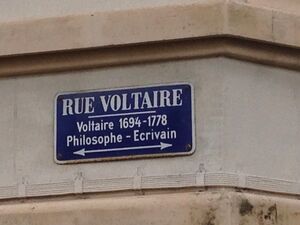 RUE VOLTAIRE
Voltaire 1694-1778
Philosophe - Ecrivain